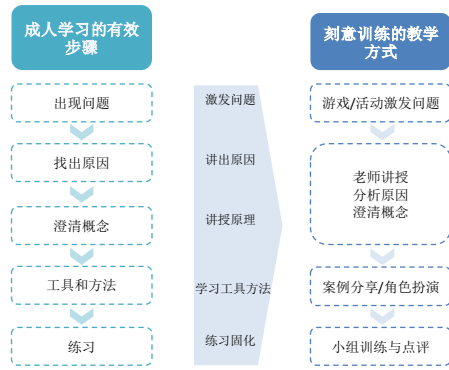 成人学习的有效
步骤
出现问题
找出原因
澄清概念
工具和方法
练习
激发问题
讲出原因
讲授原理
学习工具方法
练习固化
刻意训练的教学
方式
游戏/活动激发问题
老师讲授
分析原因
澄清概念
案例分享/角色扮演
小组训练与点评